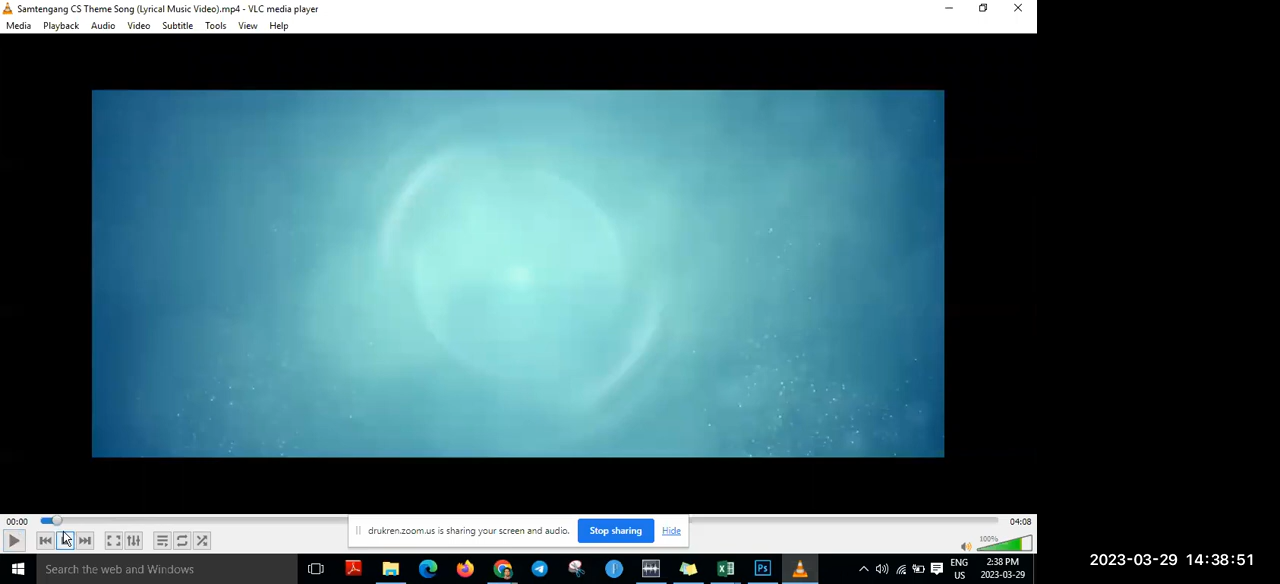 Samtengang CS Theme Song (Lyrical Music Video).mp4 - VLC media player
Media Playback Audio Video Subtitle Tools View Help
00:00
04:08
drukren.zoom.us is sharing your screen and audio. Stop sharing Hide
100%
Search the web and Windows
ENG
US
2:38 PM
2023-03-29
2023-03-29 14:38:51